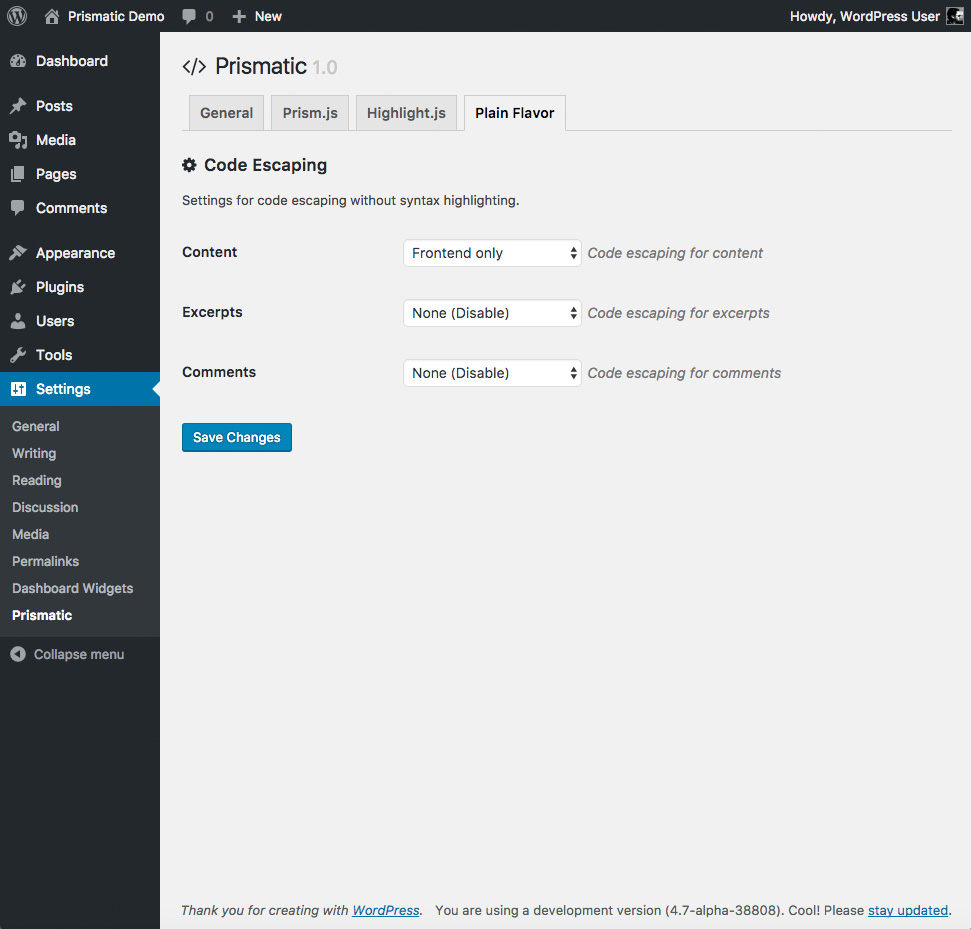 Prismatic Demo 0 New Howdy, WordPress User
Dashboard
Posts
Media
Pages
Comments
Appearance
Plugins
Users
Tools
Settings
General
Writing
Reading
Discussion
Media
Permalinks
Dashboard Widgets
Prismatic
Collapse menu
</> Prismatic 1.0
General Prism.js Highlight.js Plain Flavor
Code Escaping
Settings for code escaping without syntax highlighting.
Content Frontend only Code escaping for content
Excerpts None (Disable) Code escaping for excerpts
Comments None (Disable) Code escaping for comments
Save Changes
Thank you for creating with WordPress. You are using a development version (4.7-alpha-38808). Cool! Please stay updated.